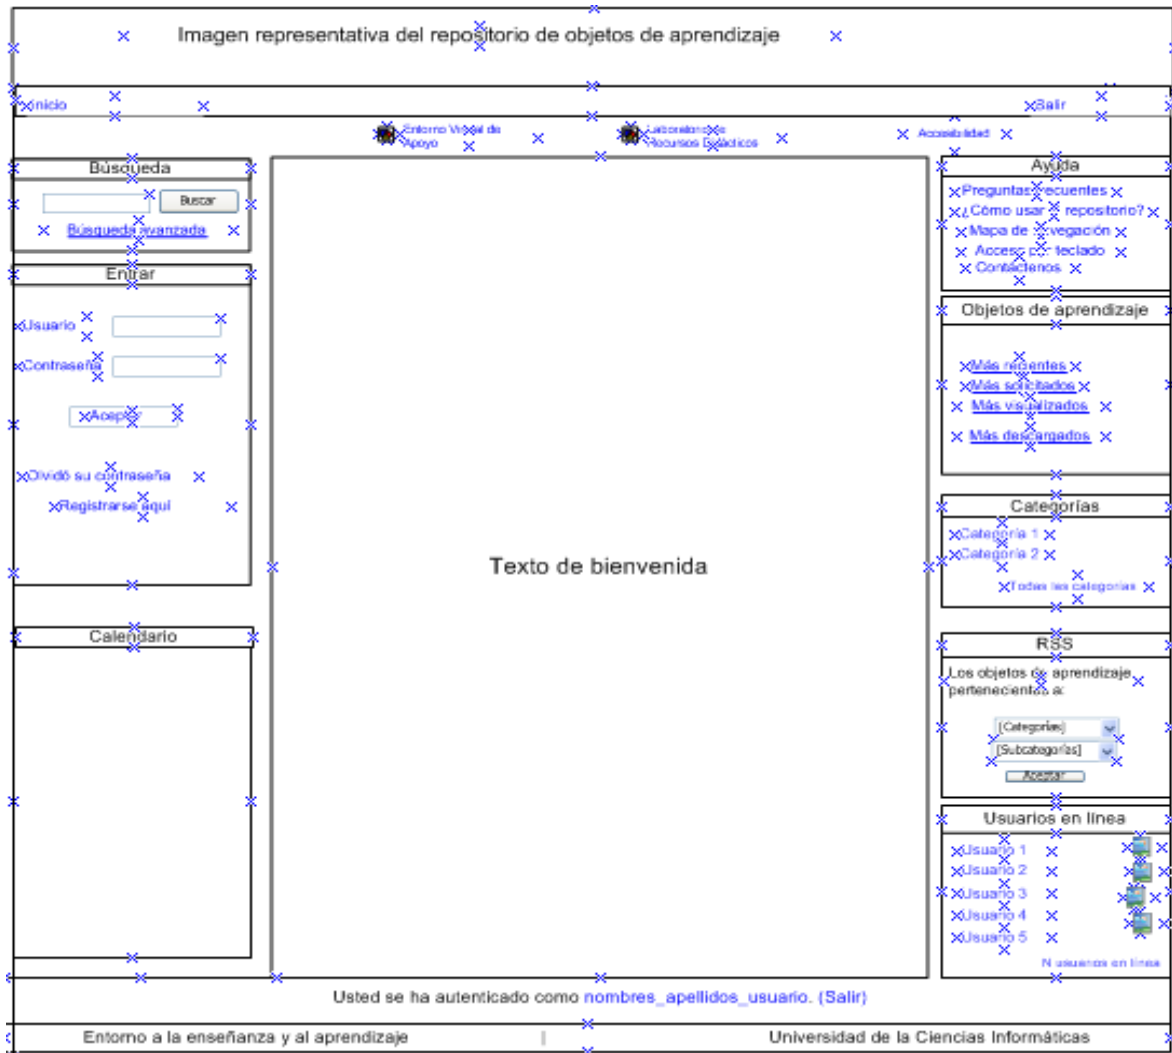 Imagen representativa del repositorio de objetos de aprendizaje
Inicio
Salir
Entorno Virtual de
Apoyo
Laboratorio de
Recursos Didácticos
Accesibilidad
Búsqueda
Buscar
Búsqueda avanzada
Entrar
Usuario
Contraseña
Aceptar
Olvidó su contraseña
Registrarse aquí
Calendario
Texto de bienvenida
Ayuda
Preguntas frecuentes
¿Cómo usar el repositorio?
Mapa de navegación
Acceso por teclado
Contáctenos
Objetos de aprendizaje
Más recientes
Más solicitados
Más visualizados
Más descargados
Categorías
Categoría 1
Categoría 2
Todas las categorías
RSS
Los objetos de aprendizaje
pertenecientes a:
[Categorías]
[Subcategorías]
Aceptar
Usuarios en línea
Usuario 1
Usuario 2
Usuario 3
Usuario 4
Usuario 5
N usuarios en línea
Usted se ha autenticado como nombres_apellidos_usuario. (Salir)
Entorno a la enseñanza y al aprendizaje | Universidad de la Ciencias Informáticas